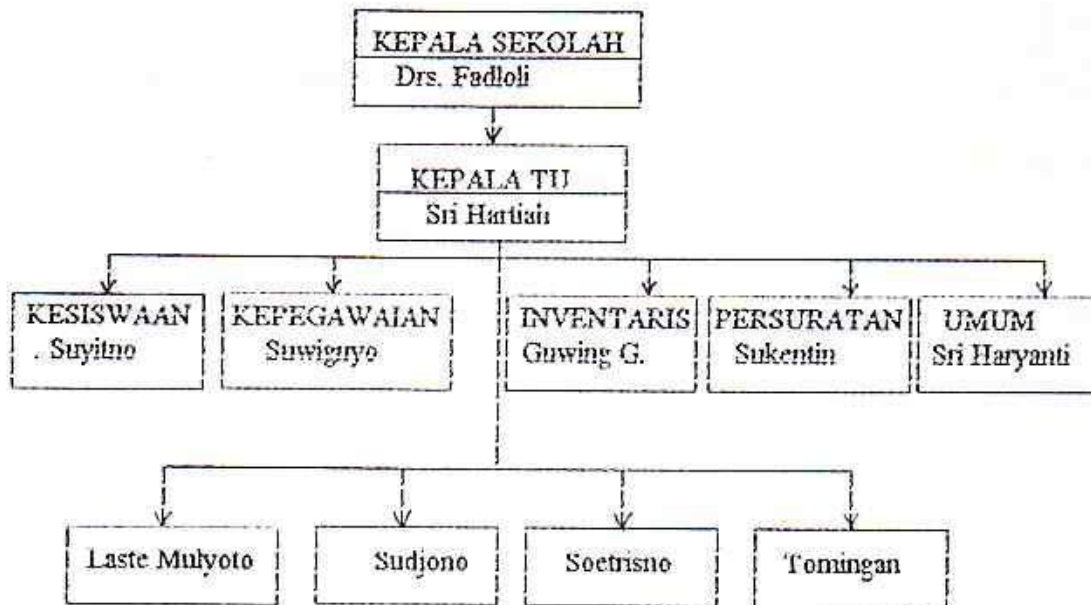 KEPALA SEKOLAH
Drs. Fadloli
KEPALA TU
Sri Hartiah
KESISWAAN
. Suyitno
KEPEGAWAIAN
Suwignyo
INVENTARIS
Guwing G.
PERSURATAN
Sukentin
UMUM
Sri Haryanti
Laste Mulyoto
Sudjono
Soetrisno
Tomingan